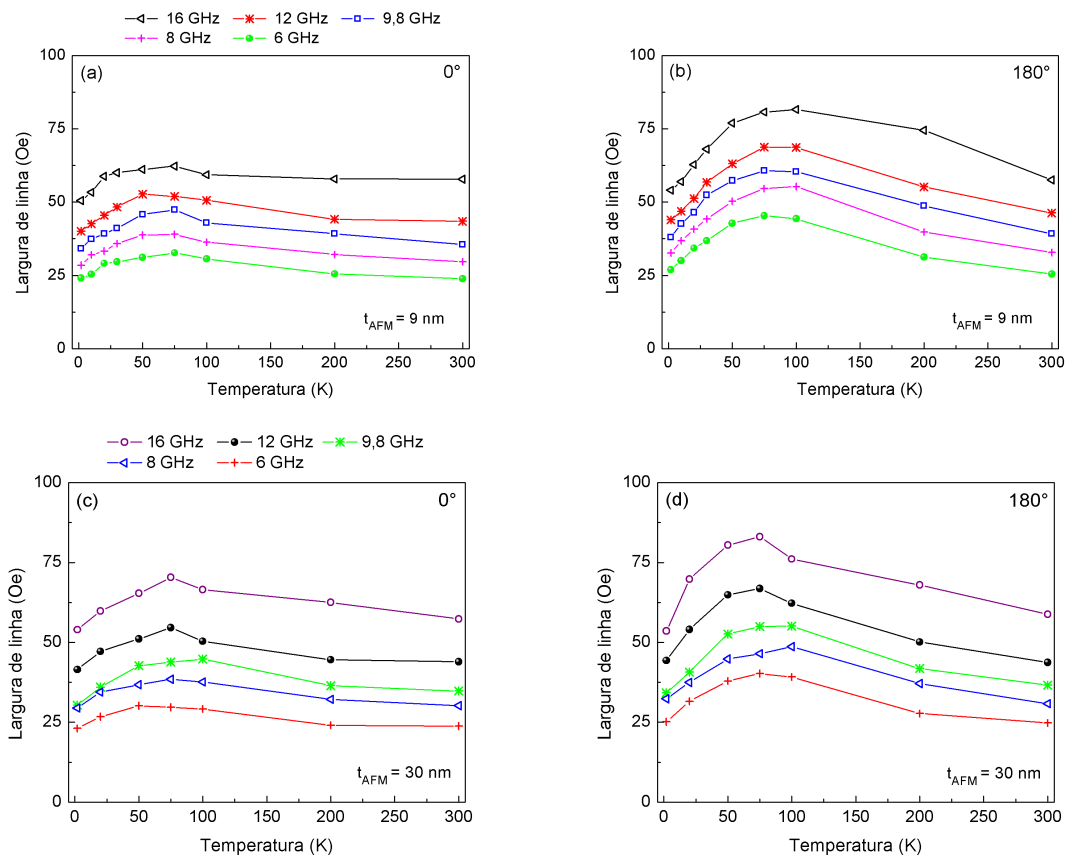 16 GHz 12 GHz 9,8 GHz
8 GHz 6 GHz
(a) 0°
100
75
50
25
0
Largura de linha (Oe)
t_AFM = 9 nm
0 50 100 150 200 250 300
Temperatura (K)
(b) 180°
100
75
50
25
0
Largura de linha (Oe)
t_AFM = 9 nm
0 50 100 150 200 250 300
Temperatura (K)
16 GHz 12 GHz 9,8 GHz
8 GHz 6 GHz
(c) 0°
100
75
50
25
0
Largura de linha (Oe)
t_AFM = 30 nm
0 50 100 150 200 250 300
Temperatura (K)
(d) 180°
100
75
50
25
0
Largura de linha (Oe)
t_AFM = 30 nm
0 50 100 150 200 250 300
Temperatura (K)